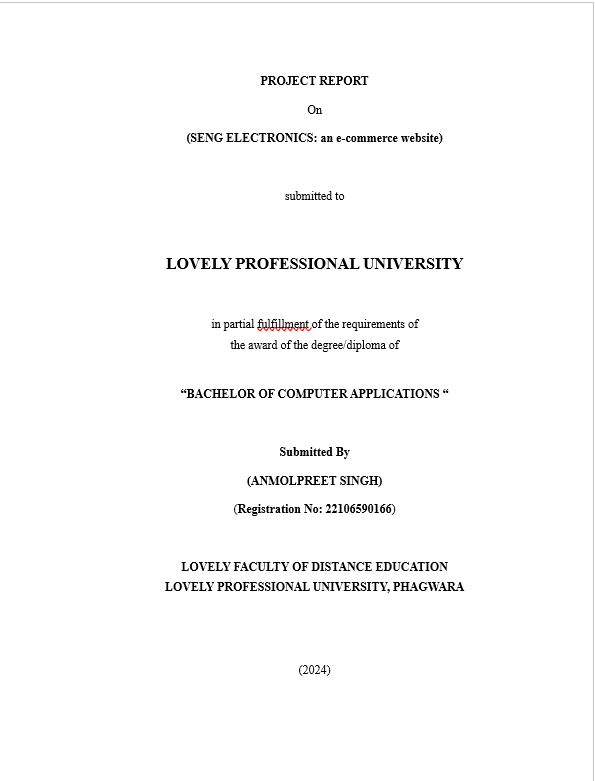 PROJECT REPORT
On
(SENG ELECTRONICS: an e-commerce website)
submitted to
LOVELY PROFESSIONAL UNIVERSITY
in partial fulfillment of the requirements of
the award of the degree/diploma of
“BACHELOR OF COMPUTER APPLICATIONS “
Submitted By
(ANMOLPREET SINGH)
(Registration No: 22106590166)
LOVELY FACULTY OF DISTANCE EDUCATION
LOVELY PROFESSIONAL UNIVERSITY, PHAGWARA
(2024)